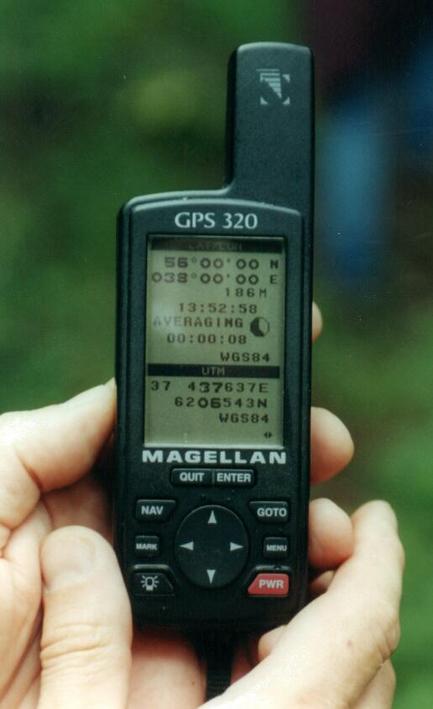 GPS 320
LAT/LON
56°00'00 N
038°00'00 E
186M
13:52:58
AVERAGING
00:00:08
WGS84
UTM
37 437637E
6206543N
WGS84
MAGELLAN
QUIT ENTER
NAV GOTO
MARK MENU
PWR